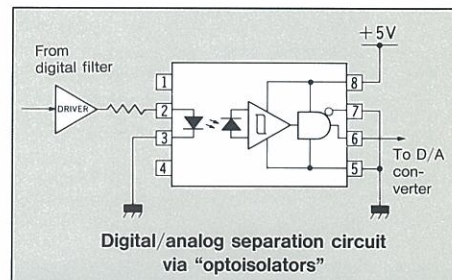 From
digital filter
DRIVER
+5V
1
2
3
4
8
7
6
5
To D/A
con-
verter
Digital/analog separation circuit
via “optoisolators”